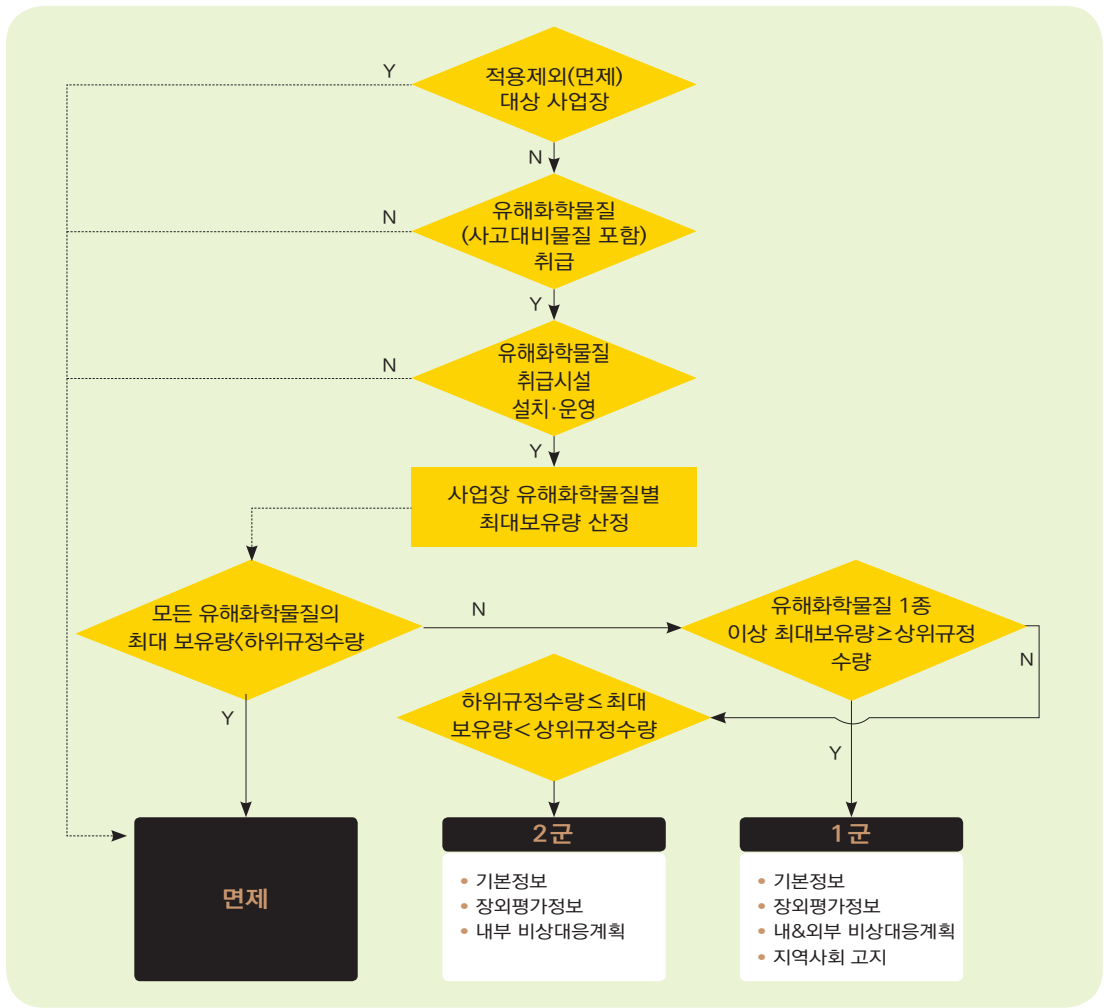 적용제외(면제)
대상 사업장
Y
N
유해화학물질
(사고대비물질 포함)
취급
N
Y
유해화학물질
취급시설
설치·운영
N
Y
사업장 유해화학물질별
최대보유량 산정
모든 유해화학물질의
최대 보유량<하위규정수량
N
Y
유해화학물질 1종
이상 최대보유량≥상위규정
수량
N
Y
하위규정수량≤최대
보유량<상위규정수량
면제
2군
• 기본정보
• 장외평가정보
• 내부 비상대응계획
1군
• 기본정보
• 장외평가정보
• 내&외부 비상대응계획
• 지역사회 고지